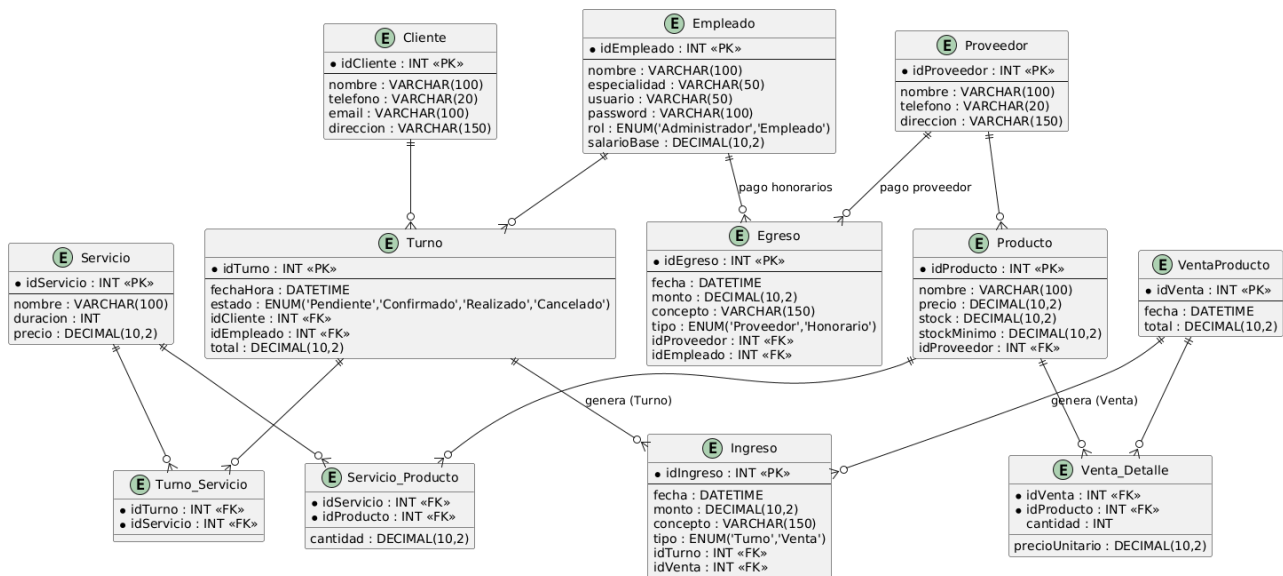 E Cliente
* idCliente : INT «PK»
nombre : VARCHAR(100)
telefono : VARCHAR(20)
email : VARCHAR(100)
direccion : VARCHAR(150)
E Empleado
* idEmpleado : INT «PK»
nombre : VARCHAR(100)
especialidad : VARCHAR(50)
usuario : VARCHAR(50)
password : VARCHAR(100)
rol : ENUM('Administrador','Empleado')
salarioBase : DECIMAL(10,2)
E Proveedor
* idProveedor : INT «PK»
nombre : VARCHAR(100)
telefono : VARCHAR(20)
direccion : VARCHAR(150)
pago honorarios
pago proveedor
E Servicio
* idServicio : INT «PK»
nombre : VARCHAR(100)
duracion : INT
precio : DECIMAL(10,2)
E Turno
* idTurno : INT «PK»
fechaHora : DATETIME
estado : ENUM('Pendiente','Confirmado','Realizado','Cancelado')
idCliente : INT «FK»
idEmpleado : INT «FK»
total : DECIMAL(10,2)
E Egreso
* idEgreso : INT «PK»
fecha : DATETIME
monto : DECIMAL(10,2)
concepto : VARCHAR(150)
tipo : ENUM('Proveedor','Honorario')
idProveedor : INT «FK»
idEmpleado : INT «FK»
E Producto
* idProducto : INT «PK»
nombre : VARCHAR(100)
precio : DECIMAL(10,2)
stock : DECIMAL(10,2)
stockMinimo : DECIMAL(10,2)
idProveedor : INT «FK»
E VentaProducto
* idVenta : INT «PK»
fecha : DATETIME
total : DECIMAL(10,2)
genera (Turno)
genera (Venta)
E Turno_Servicio
* idTurno : INT «FK»
* idServicio : INT «FK»
E Servicio_Producto
* idServicio : INT «FK»
* idProducto : INT «FK»
cantidad : DECIMAL(10,2)
E Ingreso
* idIngreso : INT «PK»
fecha : DATETIME
monto : DECIMAL(10,2)
concepto : VARCHAR(150)
tipo : ENUM('Turno','Venta')
idTurno : INT «FK»
idVenta : INT «FK»
E Venta_Detalle
* idVenta : INT «FK»
* idProducto : INT «FK»
cantidad : INT
precioUnitario : DECIMAL(10,2)